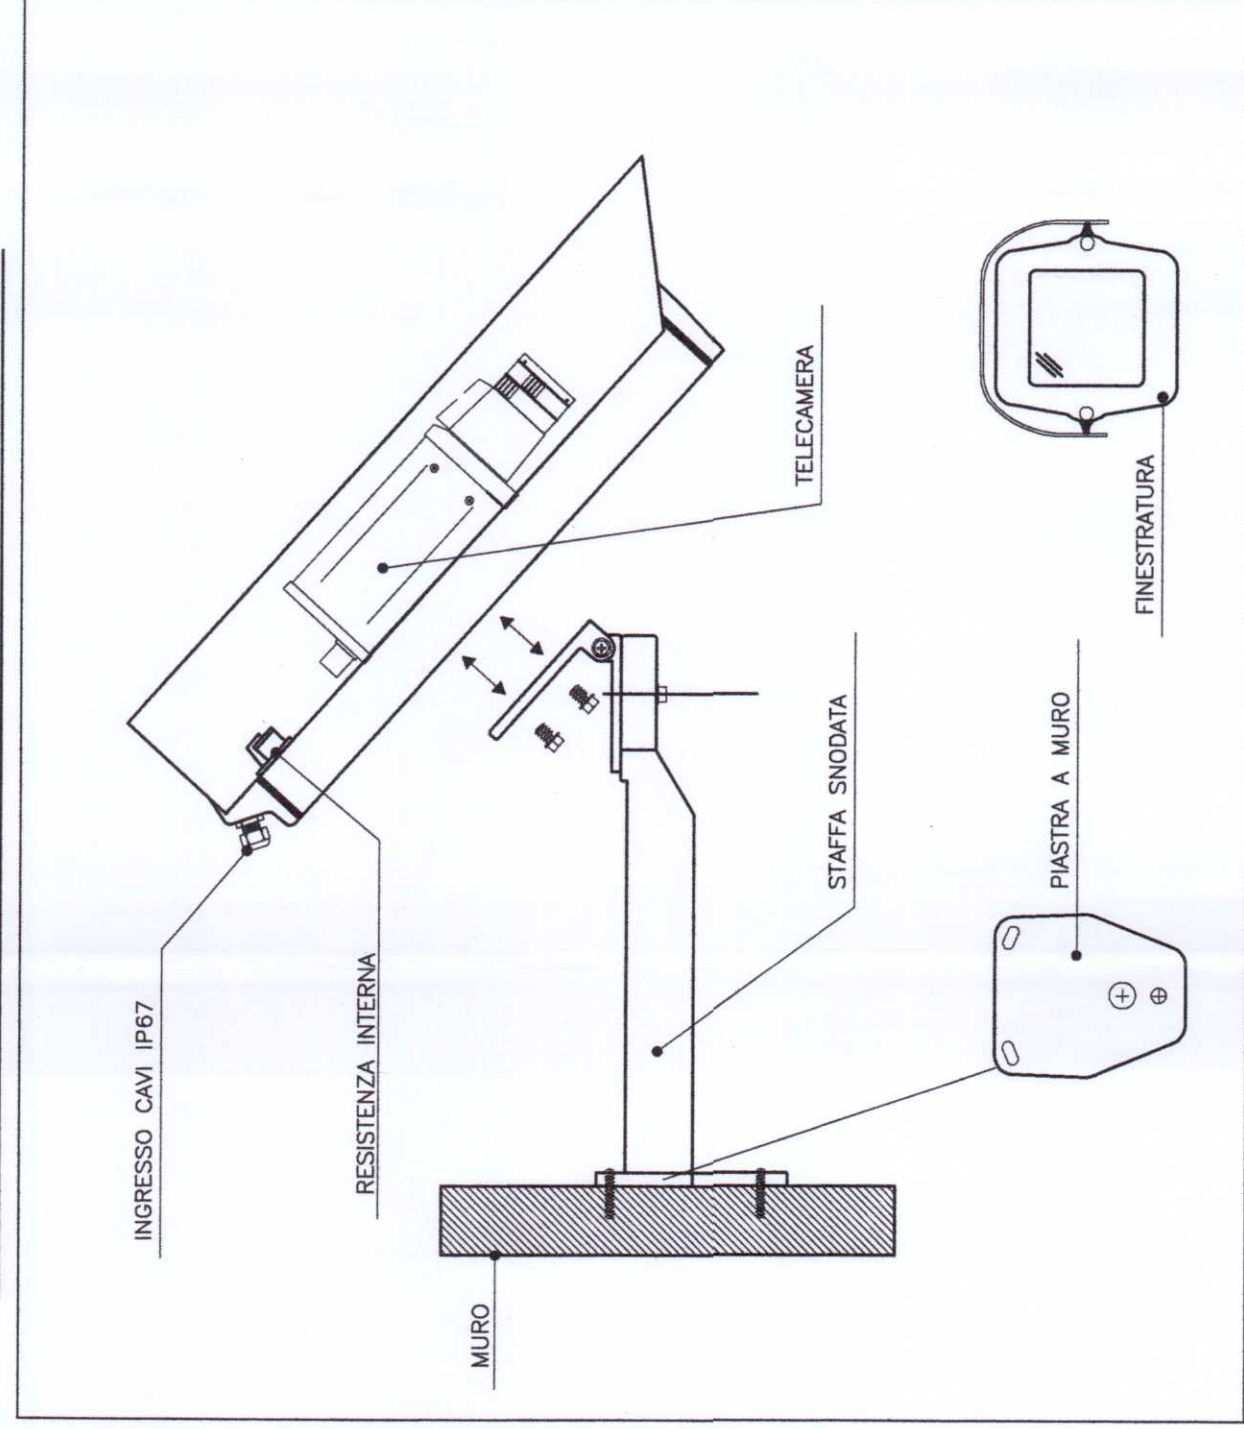 INGRESSO CAVI IP67
RESISTENZA INTERNA
MURO
TELECAMERA
STAFFA SNODATA
FINESTRATURA
PIASTRA A MURO